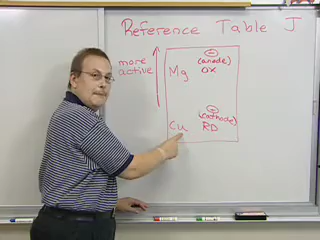 Reference Table J
more active
⊖
(anode)
Mg OX
⊖
(cathode)
Cu RD